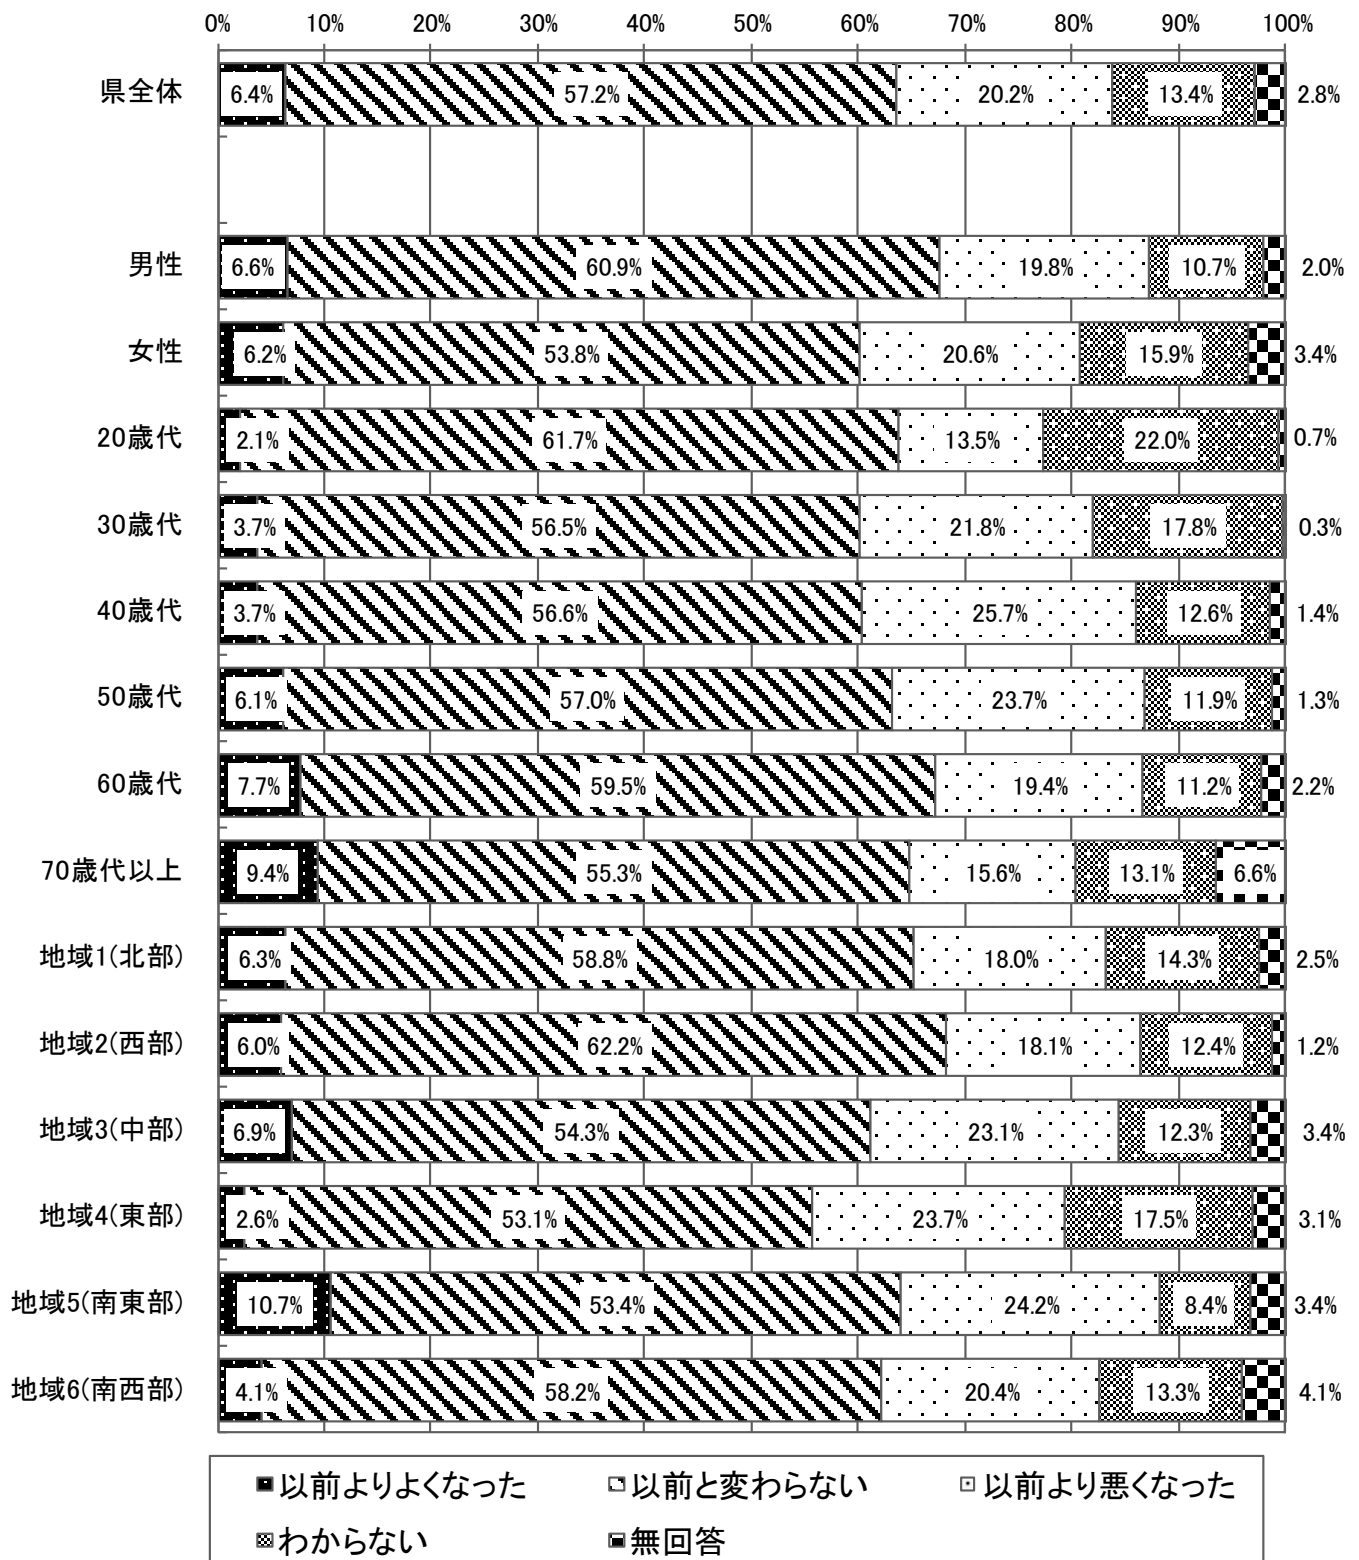 0% 10% 20% 30% 40% 50% 60% 70% 80% 90% 100%
県全体 6.4% 57.2% 20.2% 13.4% 2.8%
男性 6.6% 60.9% 19.8% 10.7% 2.0%
女性 6.2% 53.8% 20.6% 15.9% 3.4%
20歳代 2.1% 61.7% 13.5% 22.0% 0.7%
30歳代 3.7% 56.5% 21.8% 17.8% 0.3%
40歳代 3.7% 56.6% 25.7% 12.6% 1.4%
50歳代 6.1% 57.0% 23.7% 11.9% 1.3%
60歳代 7.7% 59.5% 19.4% 11.2% 2.2%
70歳代以上 9.4% 55.3% 15.6% 13.1% 6.6%
地域1(北部) 6.3% 58.8% 18.0% 14.3% 2.5%
地域2(西部) 6.0% 62.2% 18.1% 12.4% 1.2%
地域3(中部) 6.9% 54.3% 23.1% 12.3% 3.4%
地域4(東部) 2.6% 53.1% 23.7% 17.5% 3.1%
地域5(南東部) 10.7% 53.4% 24.2% 8.4% 3.4%
地域6(南西部) 4.1% 58.2% 20.4% 13.3% 4.1%
以前よりよくなった 以前と変わらない 以前より悪くなった
わからない 無回答